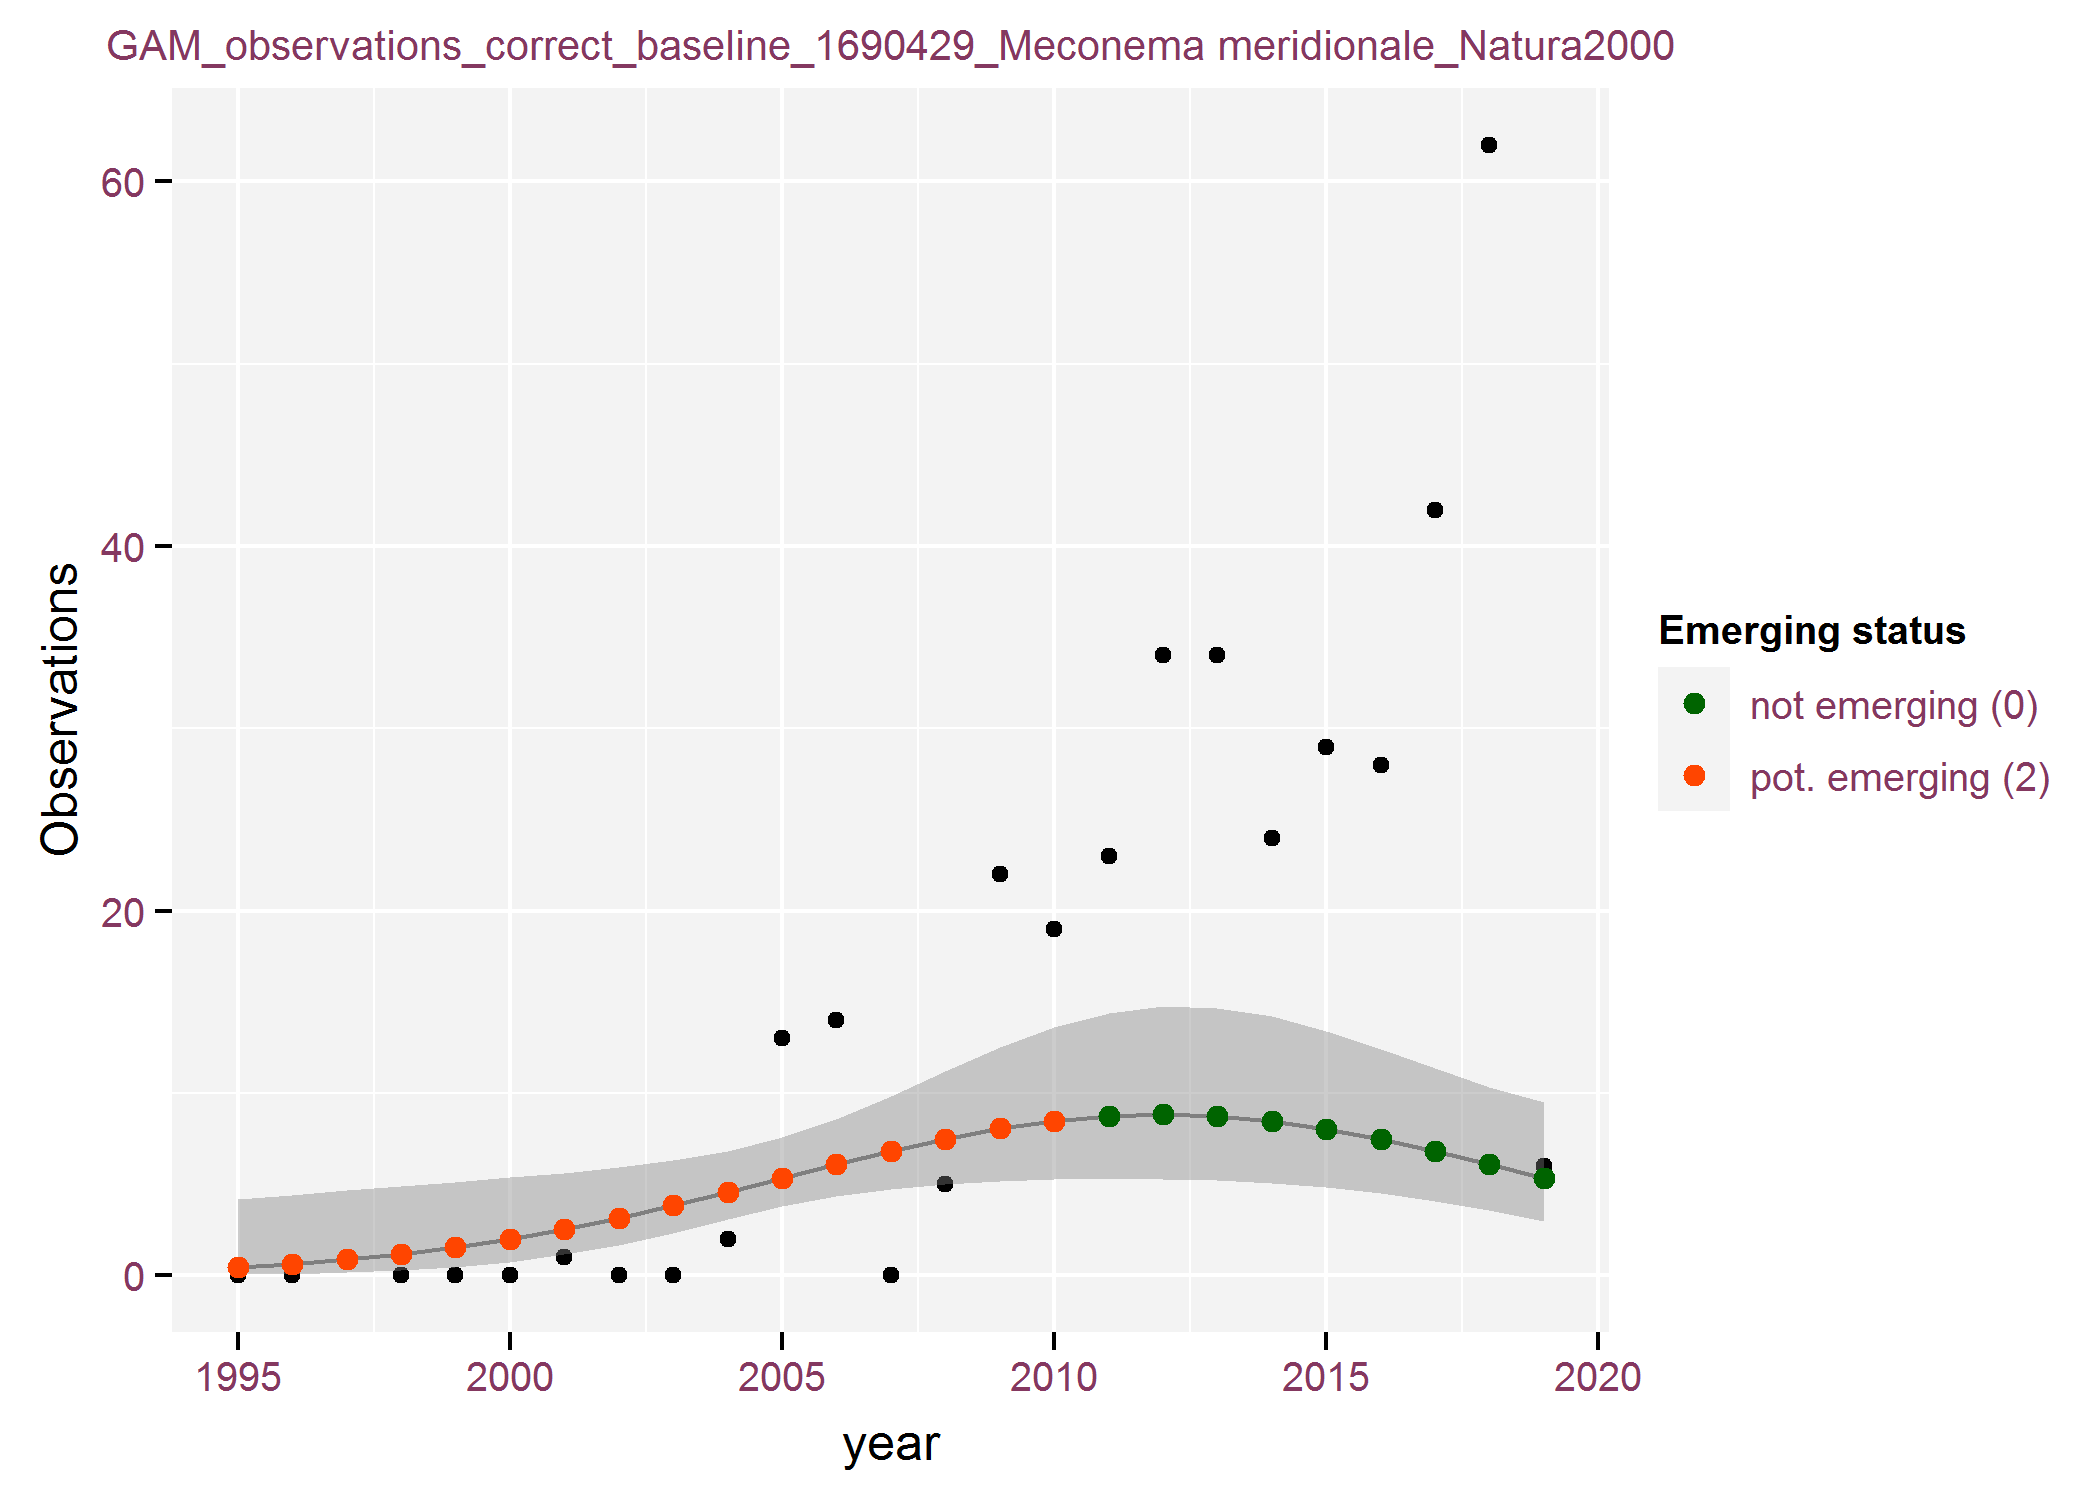 GAM_observations_correct_baseline_1690429_Meconema meridionale_Natura2000
60
40
20
0
Observations
1995 2000 2005 2010 2015 2020
year
Emerging status
not emerging (0)
pot. emerging (2)